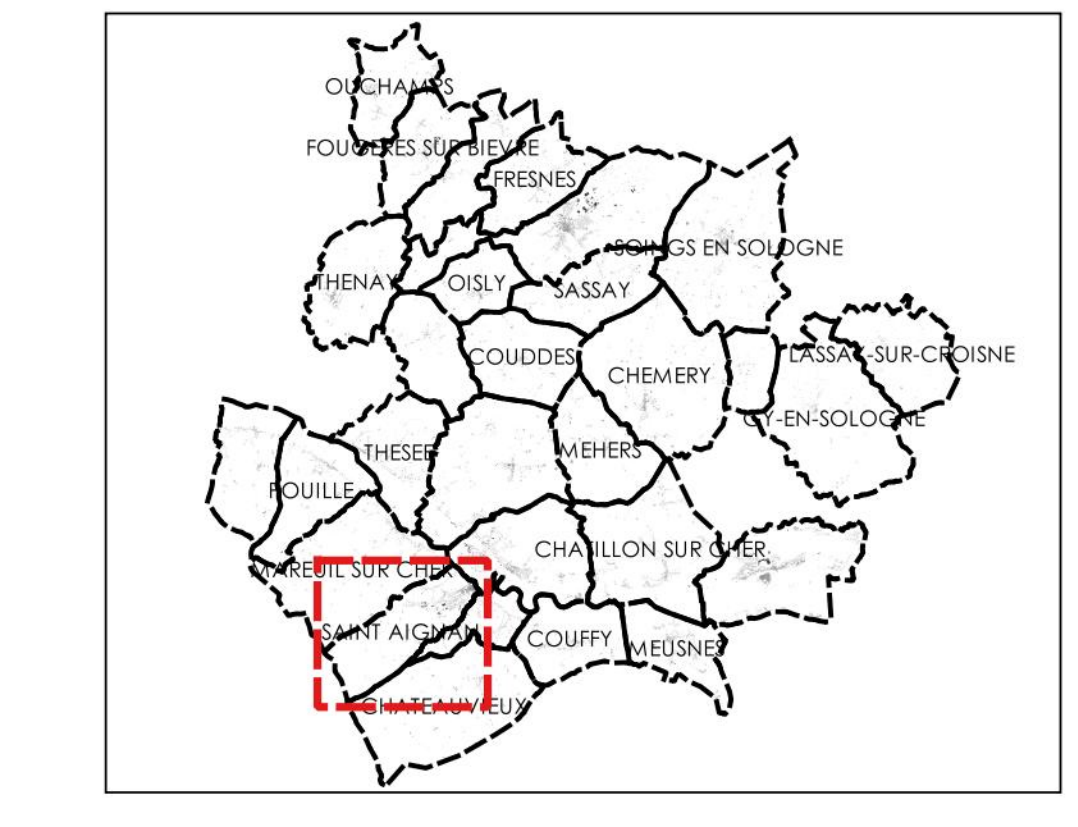 OUCHAMPS
FOUGERES SUR BIEVRE
FRESNES
SOINGS EN SOLOGNE
THENAY
OISLY
SASSAY
LASSAY-SUR-CROISNE
COUDDES
CHEMERY
GY-EN-SOLOGNE
THESEE
MEHERS
POUILLE
CHATILLON SUR CHER
MAREUIL SUR CHER
SAINT AIGNAN
COUFFY
MEUSNES
CHATEAUVIEUX